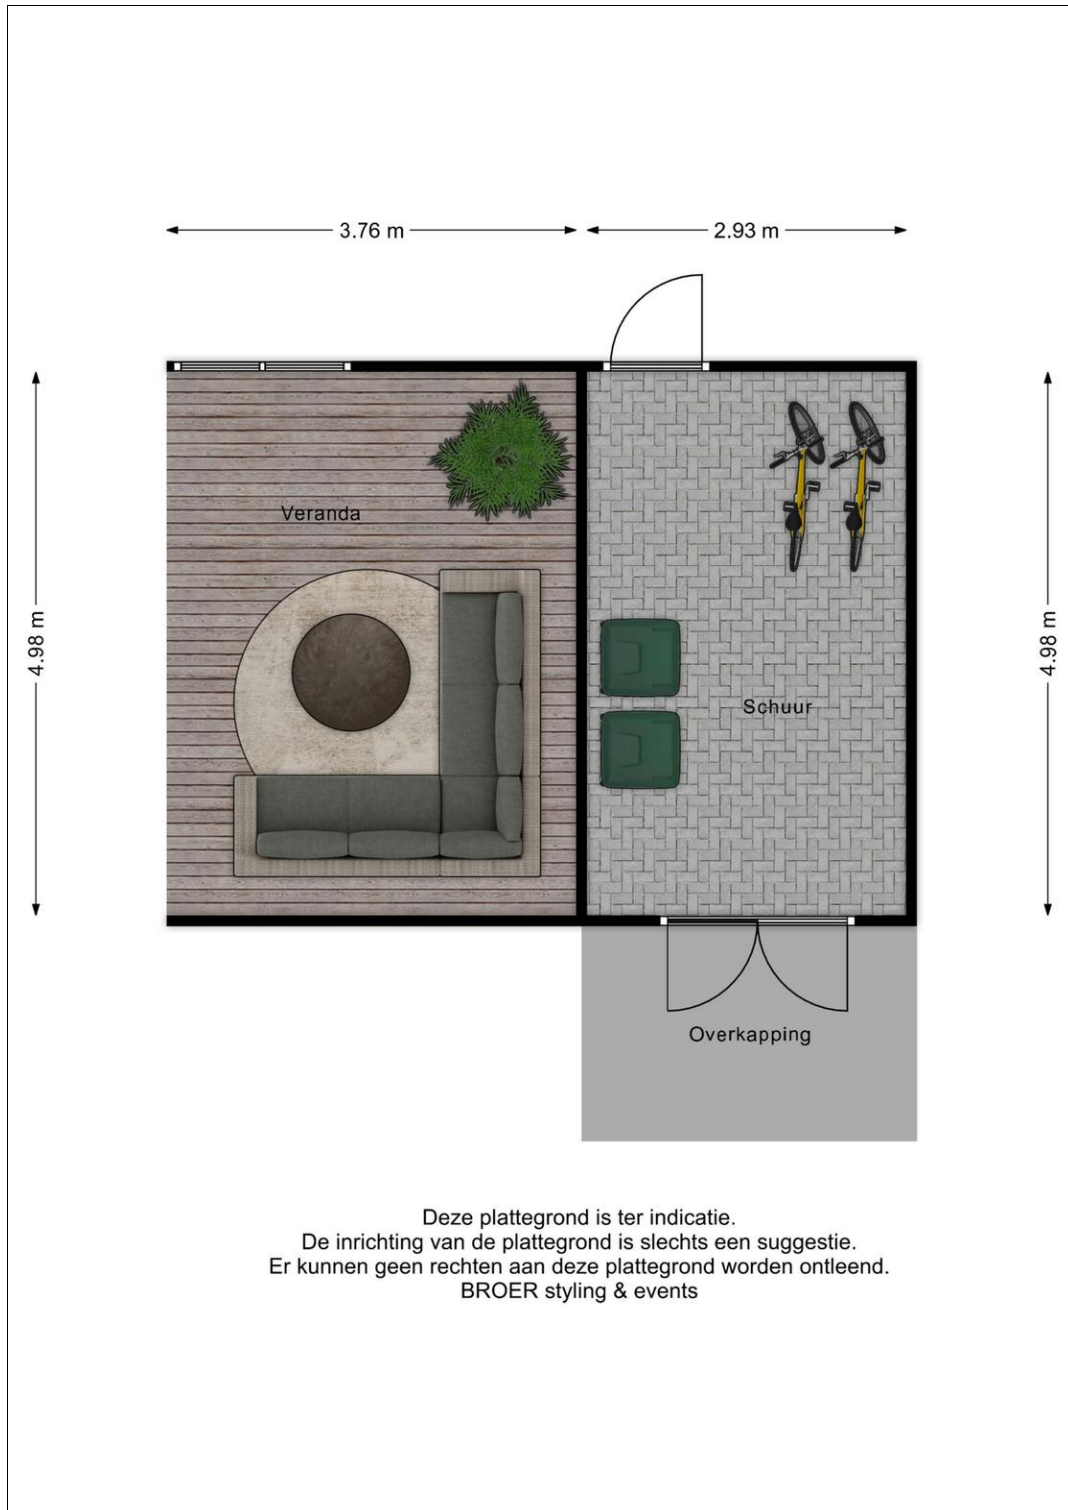 3.76 m
2.93 m
4.98 m
4.98 m
Veranda
Schuur
Overkapping
Deze plattegrond is ter indicatie.
De inrichting van de plattegrond is slechts een suggestie.
Er kunnen geen rechten aan deze plattegrond worden ontleend.
BROER styling & events